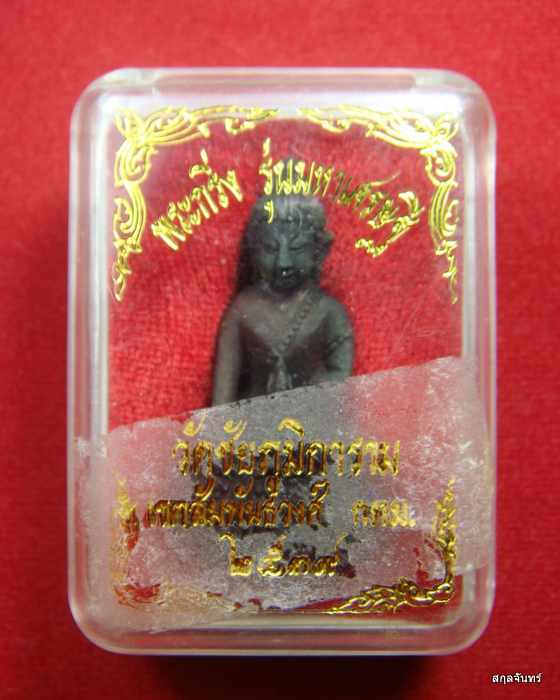 พระกริ่ง รุ่นมหาเศรษฐี
วัดชัยภูมิการาม
เขตสัมพันธวงศ์ กทม.
๒๕๓๗
สกุลจันทร์